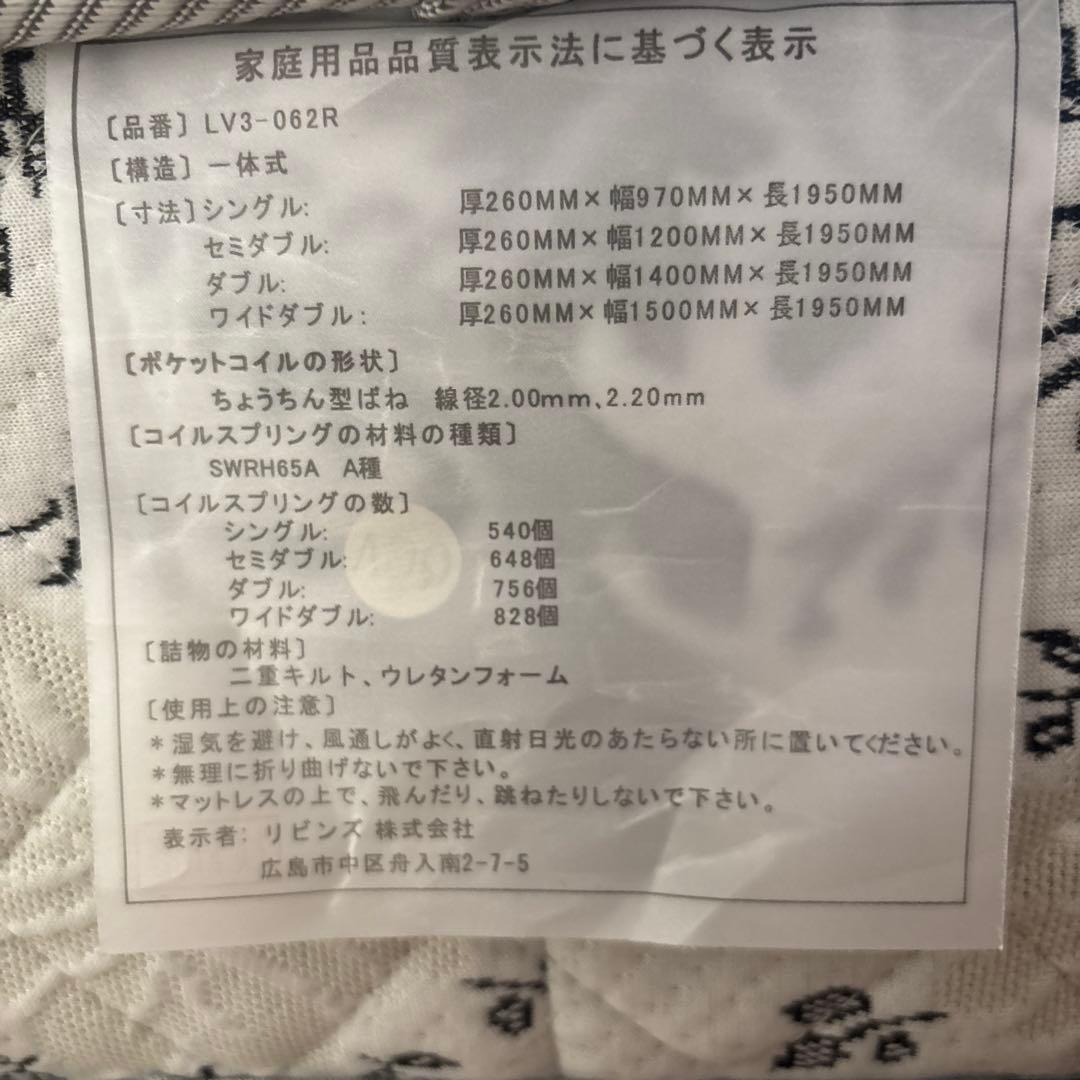 家庭用品品質表示法に基づく表示
〔品番〕LV3-062R
〔構造〕一体式
〔寸法〕シングル: 厚260MM×幅970MM×長1950MM
セミダブル: 厚260MM×幅1200MM×長1950MM
ダブル: 厚260MM×幅1400MM×長1950MM
ワイドダブル: 厚260MM×幅1500MM×長1950MM
〔ポケットコイルの形状〕
ちょうちん型ばね 線径2.00mm、2.20mm
〔コイルスプリングの材料の種類〕
SWRH65A A種
〔コイルスプリングの数〕
シングル: 540個
セミダブル: 648個
ダブル: 756個
ワイドダブル: 828個
〔詰物の材料〕
二重キルト、ウレタンフォーム
〔使用上の注意〕
*湿気を避け、風通しがよく、直射日光のあたらない所に置いてください。
*無理に折り曲げないで下さい。
*マットレスの上で、飛んだり、跳ねたりしないで下さい。
表示者: リビンズ 株式会社
広島市中区舟入南2-7-5